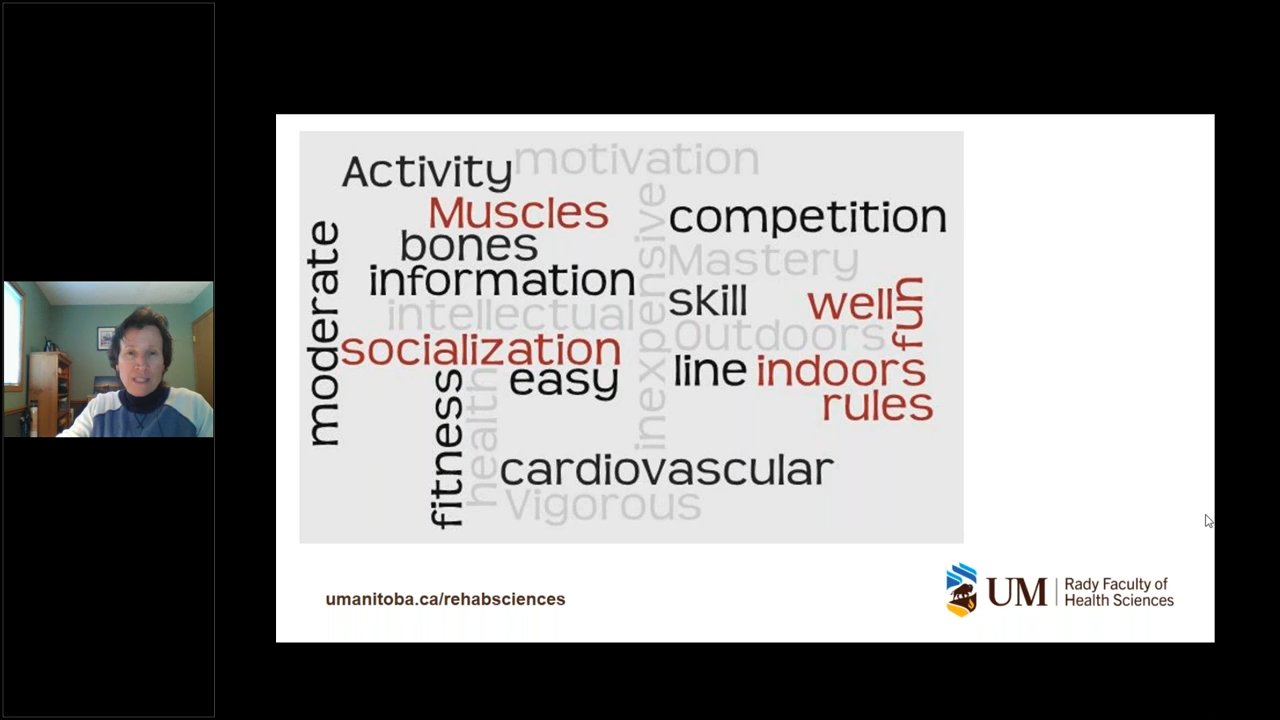 Activity
motivation
Muscles
competition
bones
Mastery
information
skill
well
fun
intellectual
inexpensive
Outdoors
moderate
socialization
line
indoors
easy
rules
fitness
health
cardiovascular
Vigorous
umanitoba.ca/rehabsciences
UM
Rady Faculty of
Health Sciences